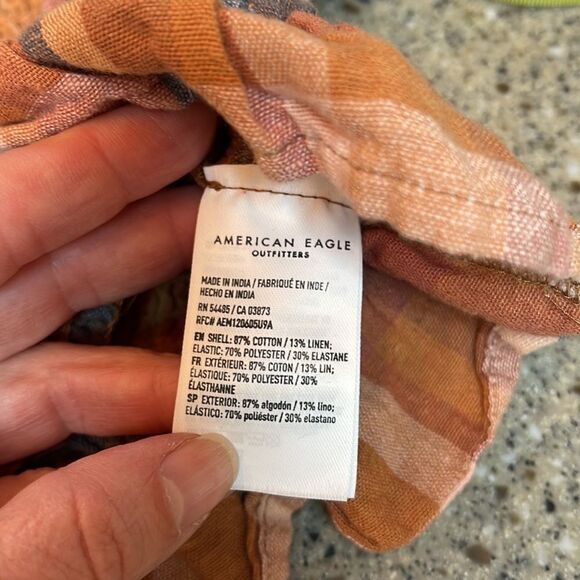 AMERICAN EAGLE
OUTFITTERS
MADE IN INDIA / FABRIQUÉ EN INDE /
HECHO EN INDIA
RN 54485 / CA 03873
RFC# AEM120605U9A
EN SHELL: 87% COTTON / 13% LINEN;
ELASTIC: 70% POLYESTER / 30% ELASTANE
FR EXTÉRIEUR: 87% COTON / 13% LIN;
ÉLASTIQUE: 70% POLYESTER / 30%
ÉLASTHANNE
SP EXTERIOR: 87% algodón / 13% lino;
ELÁSTICO: 70% poliéster / 30% elastano